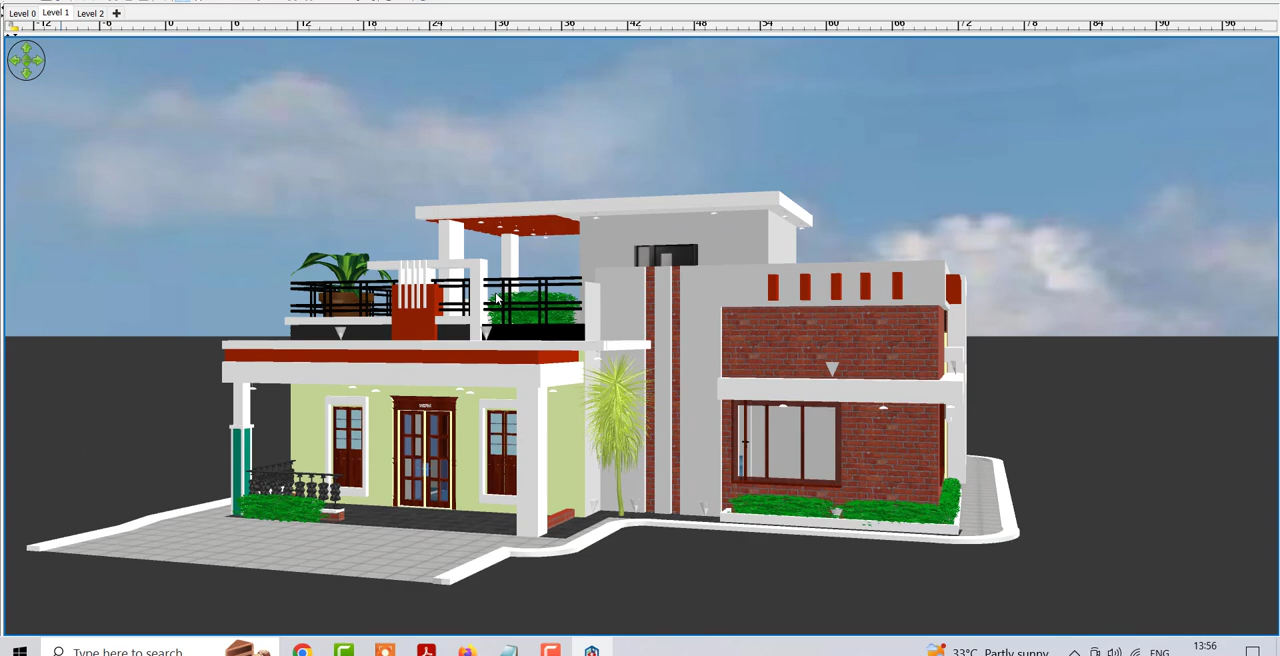 Level 0 Level 1 Level 2
-12 -6 0 6 12 18 24 30 36 42 48 54 60 66 72 78 84 90 96
Type here to search 33°C Partly sunny ENG 13:56